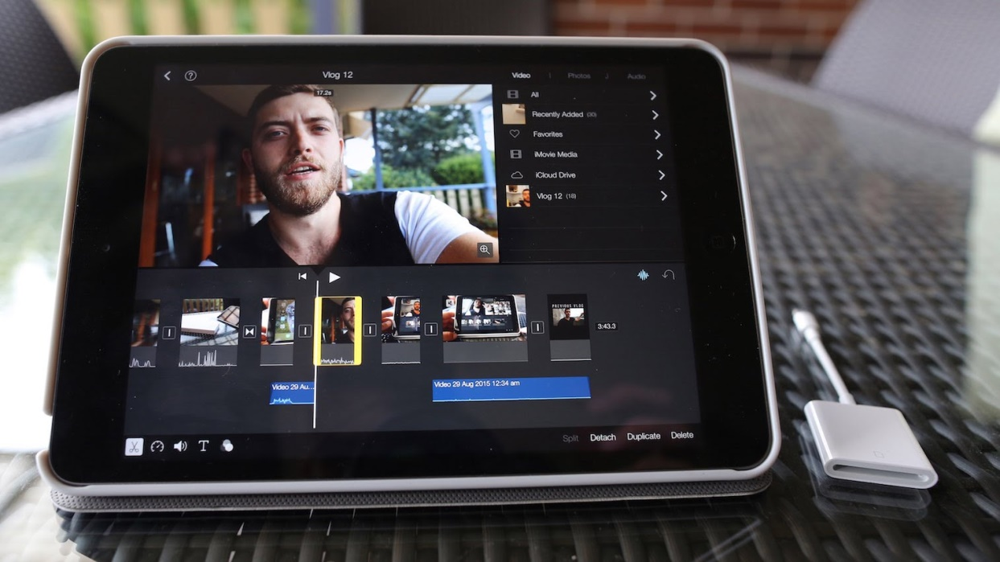 Vlog 12
Video
Photos
Audio
17.2s
All
Recently Added (30)
Favorites
iMovie Media
iCloud Drive
Vlog 12 (18)
PREVIOUS VLOG
3:43.3
Video 29 Au...
Video 29 Aug 2015 12:34 am
T
Split
Detach
Duplicate
Delete